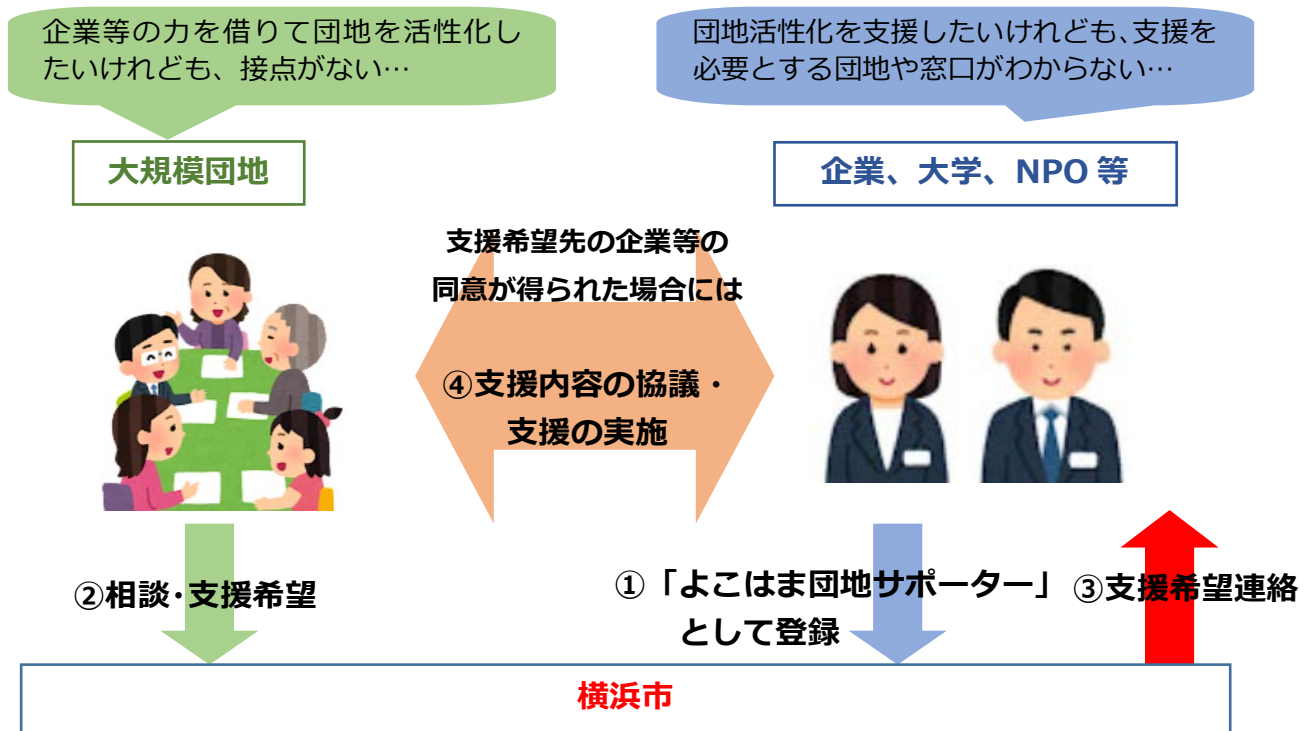 企業等の力を借りて団地を活性化し
たいけれども、接点がない…
団地活性化を支援したいけれども、支援を
必要とする団地や窓口がわからない…
大規模団地
企業、大学、NPO 等
支援希望先の企業等の
同意が得られた場合には
④支援内容の協議・
支援の実施
②相談・支援希望
①「よこはま団地サポーター」
として登録
③支援希望連絡
横浜市